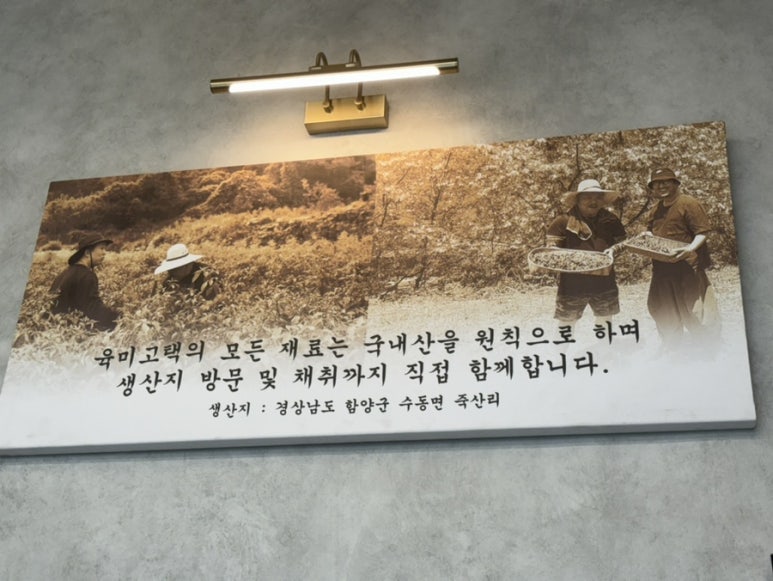 육미고택의 모든 재료는 국내산을 원칙으로 하며
생산지 방문 및 채취까지 직접 함께합니다.
생산지 : 경상남도 함양군 수동면 죽산리